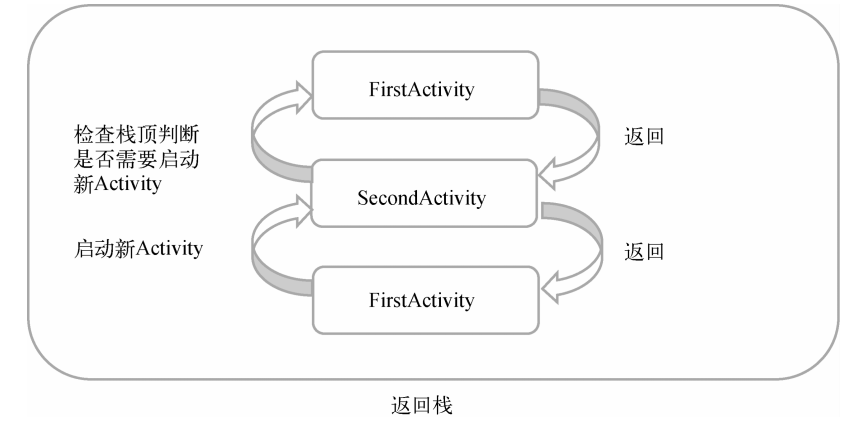 FirstActivity
检查栈顶判断
是否需要启动
新Activity
返回
SecondActivity
启动新Activity
返回
FirstActivity
返回栈